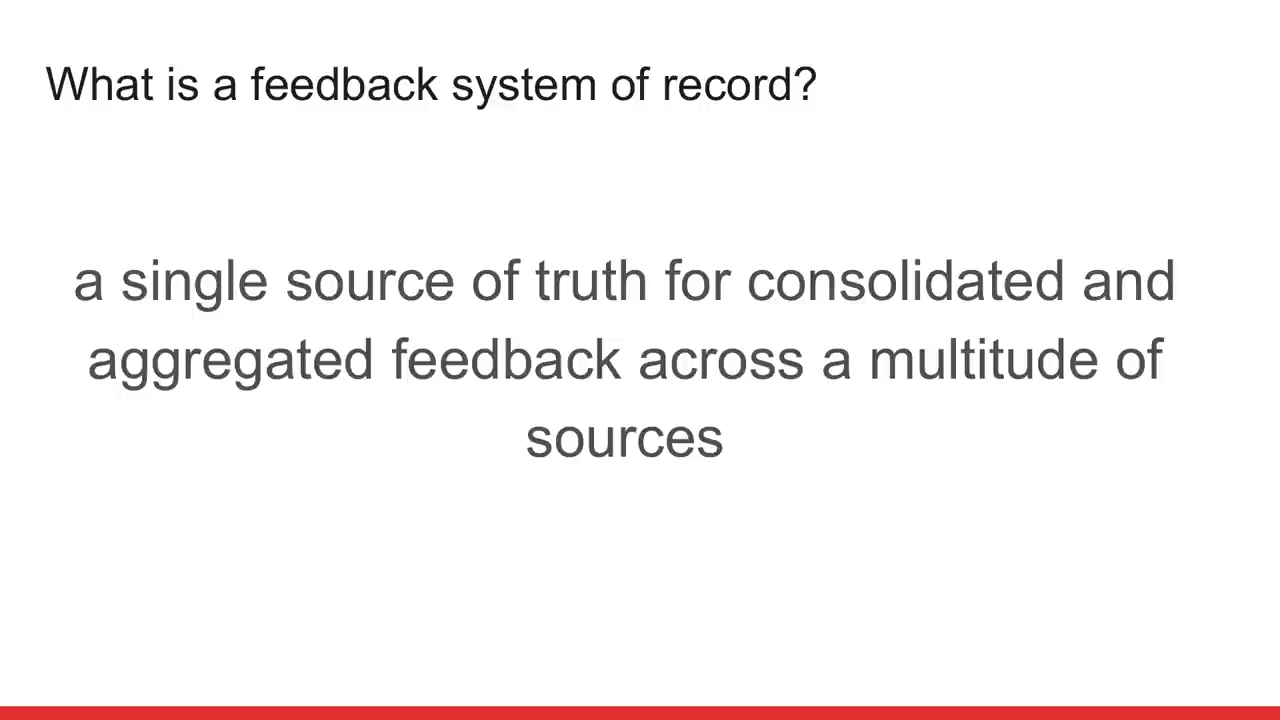 What is a feedback system of record?
a single source of truth for consolidated and
aggregated feedback across a multitude of
sources